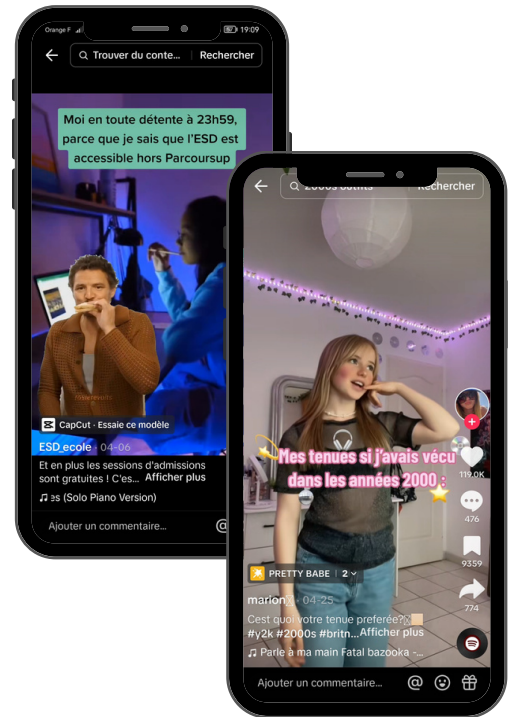 Orange F
19:09
Trouver du conte...
Rechercher
Moi en toute détente à 23h59,
parce que je sais que l'ESD est
accessible hors Parcoursup
CapCut · Essaie ce modèle
ESD_ecole · 04-06
Et en plus les sessions d'admissions
sont gratuites ! C'es... Afficher plus
es (Solo Piano Version)
Ajouter un commentaire...
@
2000s outfits
Rechercher
Mes tenues si j'avais vécu
dans les années 2000 :
119.0K
476
9359
774
PRETTY BABE | 2
marion · 04-25
C'est quoi votre tenue preferée?
#y2k #2000s #britn... Afficher plus
Parle à ma main Fatal bazooka -...
Ajouter un commentaire...
@